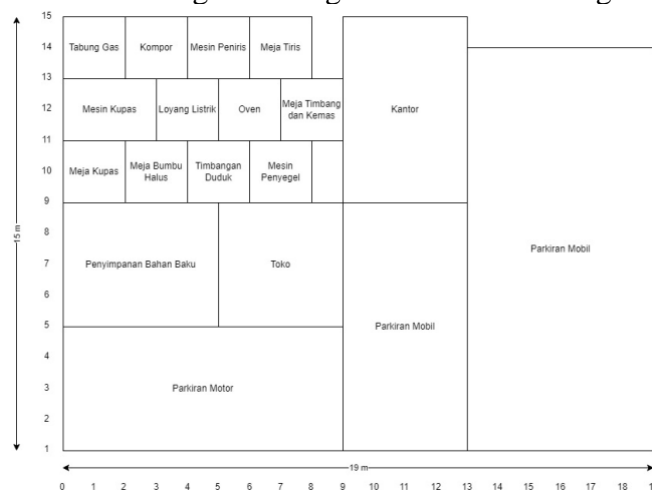 15
14
13
12
11
10
9
8
7
6
5
4
3
2
1
15 m
Tabung Gas
Kompor
Mesin Peniris
Meja Tiris
Mesin Kupas
Loyang Listrik
Oven
Meja Timbang
dan Kemas
Kantor
Meja Kupas
Meja Bumbu
Halus
Timbangan
Duduk
Mesin
Penyegel
Penyimpanan Bahan Baku
Toko
Parkiran Mobil
Parkiran Mobil
Parkiran Motor
19 m
0 1 2 3 4 5 6 7 8 9 10 11 12 13 14 15 16 17 18